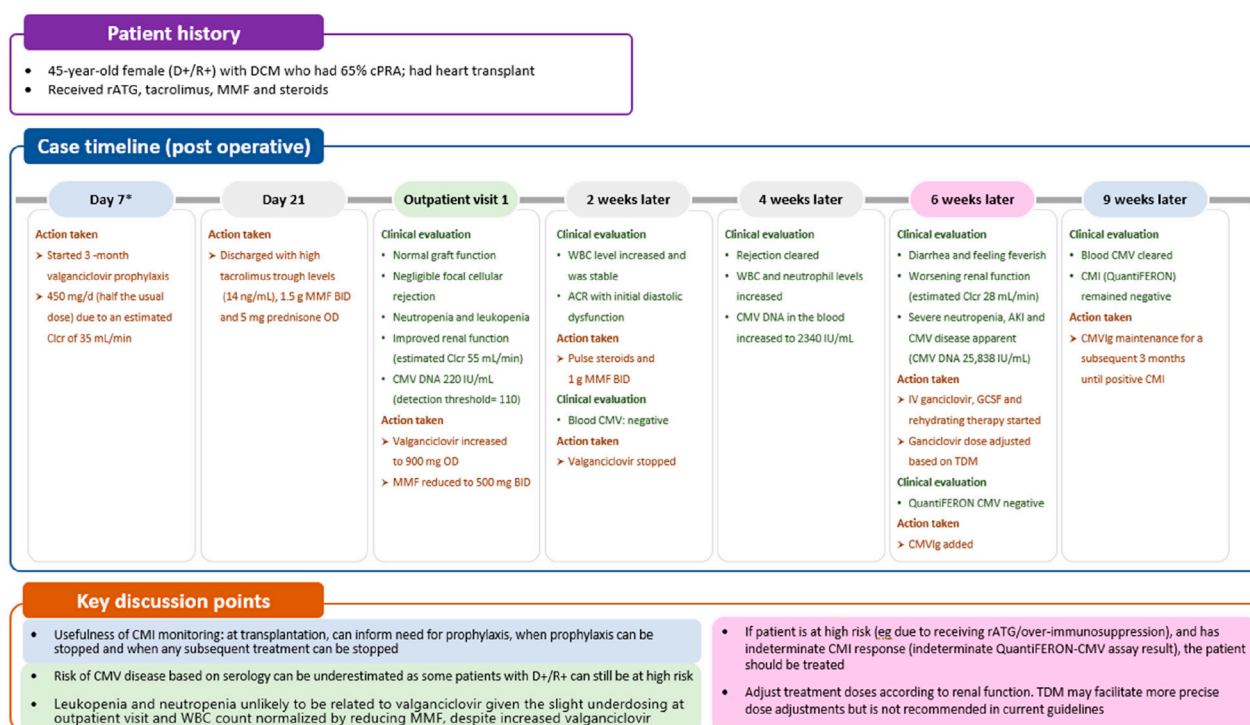 Patient history
• 45-year-old female (D+/R+) with DCM who had 65% cPRA; had heart transplant
• Received rATG, tacrolimus, MMF and steroids
Case timeline (post operative)
Day 7*
Action taken
➤ Started 3 -month
valganciclovir prophylaxis
➤ 450 mg/d (half the usual
dose) due to an estimated
Clcr of 35 mL/min
Day 21
Action taken
➤ Discharged with high
tacrolimus trough levels
(14 ng/mL), 1.5 g MMF BID
and 5 mg prednisone OD
Outpatient visit 1
Clinical evaluation
• Normal graft function
• Negligible focal cellular
rejection
• Neutropenia and leukopenia
• Improved renal function
(estimated Clcr 55 mL/min)
• CMV DNA 220 IU/mL
(detection threshold= 110)
Action taken
➤ Valganciclovir increased
to 900 mg OD
➤ MMF reduced to 500 mg BID
2 weeks later
Clinical evaluation
• WBC level increased and
was stable
• ACR with initial diastolic
dysfunction
Action taken
➤ Pulse steroids and
1 g MMF BID
Clinical evaluation
• Blood CMV: negative
Action taken
➤ Valganciclovir stopped
4 weeks later
Clinical evaluation
• Rejection cleared
• WBC and neutrophil levels
increased
• CMV DNA in the blood
increased to 2340 IU/mL
6 weeks later
Clinical evaluation
• Diarrhea and feeling feverish
• Worsening renal function
(estimated Clcr 28 mL/min)
• Severe neutropenia, AKI and
CMV disease apparent
(CMV DNA 25,838 IU/mL)
Action taken
➤ IV ganciclovir, GCSF and
rehydrating therapy started
➤ Ganciclovir dose adjusted
based on TDM
Clinical evaluation
• QuantiFERON CMV negative
Action taken
➤ CMVIg added
9 weeks later
Clinical evaluation
• Blood CMV cleared
• CMI (QuantiFERON)
remained negative
Action taken
➤ CMVIg maintenance for a
subsequent 3 months
until positive CMI
Key discussion points
• Usefulness of CMI monitoring: at transplantation, can inform need for prophylaxis, when prophylaxis can be
stopped and when any subsequent treatment can be stopped
• Risk of CMV disease based on serology can be underestimated as some patients with D+/R+ can still be at high risk
• Leukopenia and neutropenia unlikely to be related to valganciclovir given the slight underdosing at
outpatient visit and WBC count normalized by reducing MMF, despite increased valganciclovir
• If patient is at high risk (eg due to receiving rATG/over-immunosuppression), and has
indeterminate CMI response (indeterminate QuantiFERON-CMV assay result), the patient
should be treated
• Adjust treatment doses according to renal function. TDM may facilitate more precise
dose adjustments but is not recommended in current guidelines